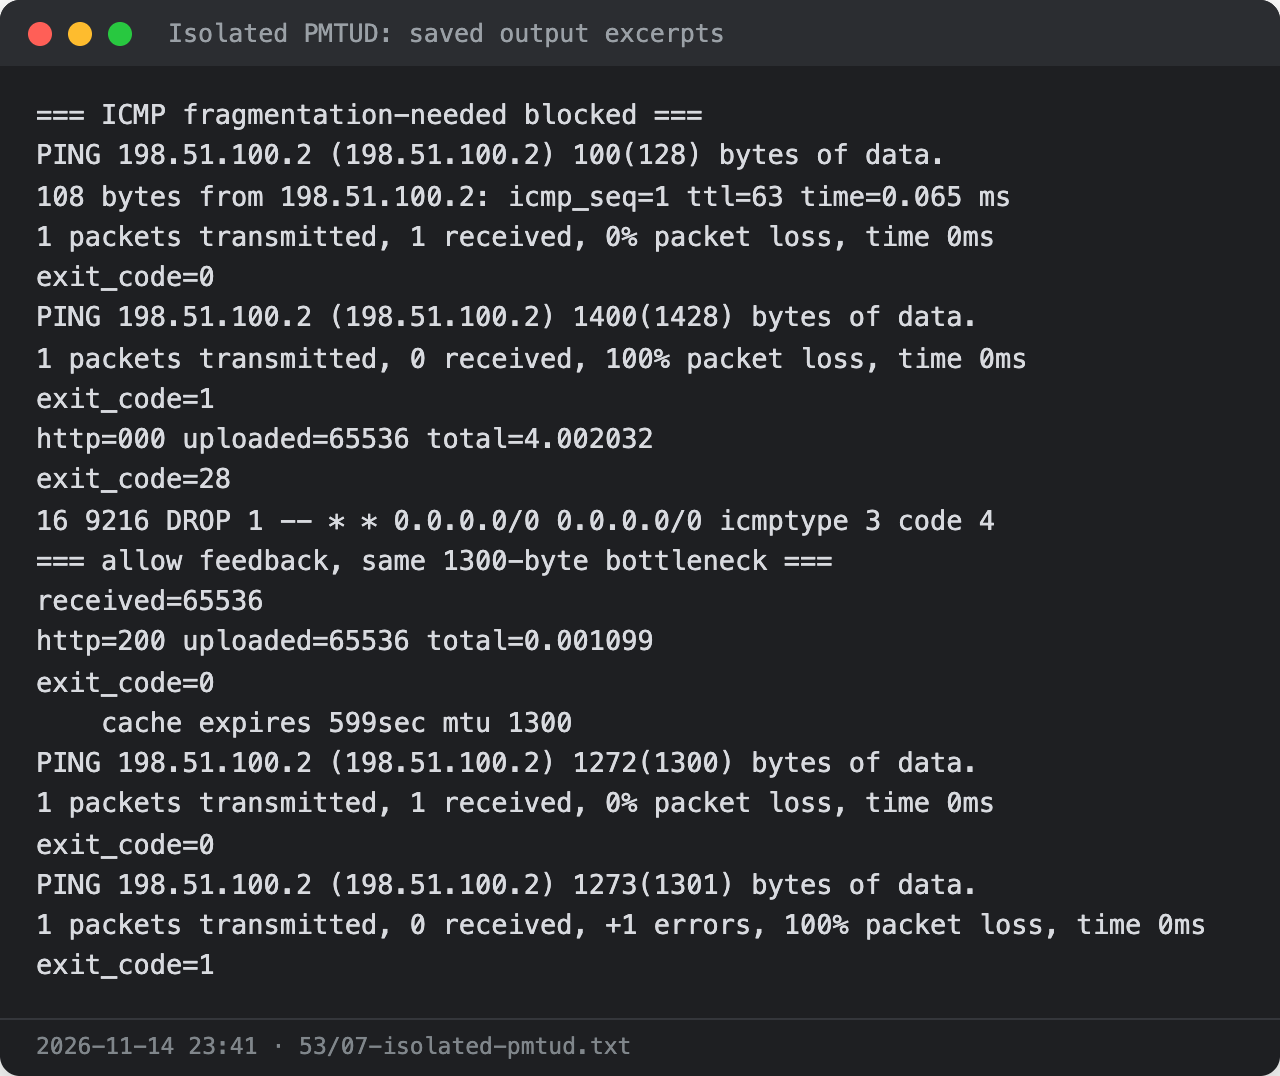 Isolated PMTUD: saved output excerpts
=== ICMP fragmentation-needed blocked ===
PING 198.51.100.2 (198.51.100.2) 100(128) bytes of data.
108 bytes from 198.51.100.2: icmp_seq=1 ttl=63 time=0.065 ms
1 packets transmitted, 1 received, 0% packet loss, time 0ms
exit_code=0
PING 198.51.100.2 (198.51.100.2) 1400(1428) bytes of data.
1 packets transmitted, 0 received, 100% packet loss, time 0ms
exit_code=1
http=000 uploaded=65536 total=4.002032
exit_code=28
16 9216 DROP 1 -- * * 0.0.0.0/0 0.0.0.0/0 icmptype 3 code 4
=== allow feedback, same 1300-byte bottleneck ===
received=65536
http=200 uploaded=65536 total=0.001099
exit_code=0
    cache expires 599sec mtu 1300
PING 198.51.100.2 (198.51.100.2) 1272(1300) bytes of data.
1 packets transmitted, 1 received, 0% packet loss, time 0ms
exit_code=0
PING 198.51.100.2 (198.51.100.2) 1273(1301) bytes of data.
1 packets transmitted, 0 received, +1 errors, 100% packet loss, time 0ms
exit_code=1
2026-11-14 23:41 · 53/07-isolated-pmtud.txt